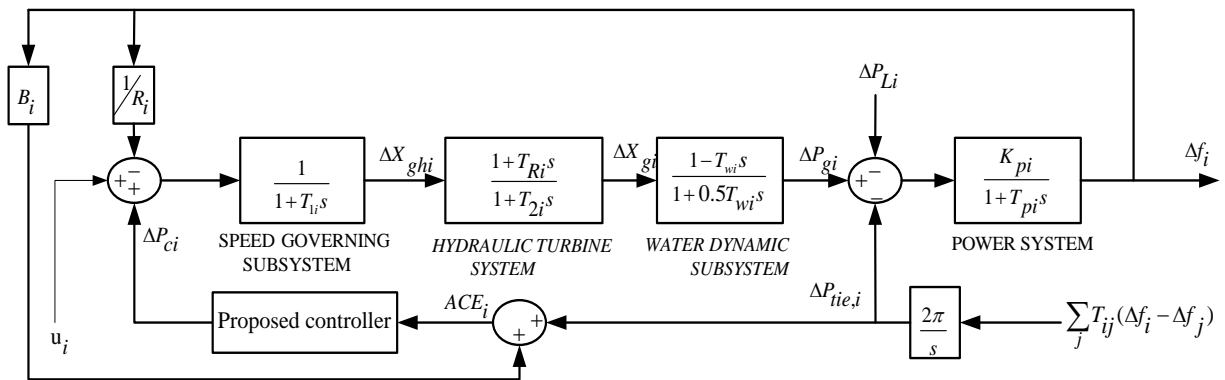 B_i
1/R_i
ΔP_Li
− + +
1
1+T_1i s
ΔX_ghi
1+T_Ri s
1+T_2i s
ΔX_gi
1−T_wi s
1+0.5T_wi s
ΔP_gi
− + −
K_pi
1+T_pi s
Δf_i
ΔP_ci
SPEED GOVERNING
SUBSYSTEM
HYDRAULIC TURBINE
SYSTEM
WATER DYNAMIC
SUBSYSTEM
POWER SYSTEM
u_i
Proposed controller
ACE_i
+ +
ΔP_tie,i
2π
s
∑_j T_ij(Δf_i − Δf_j)